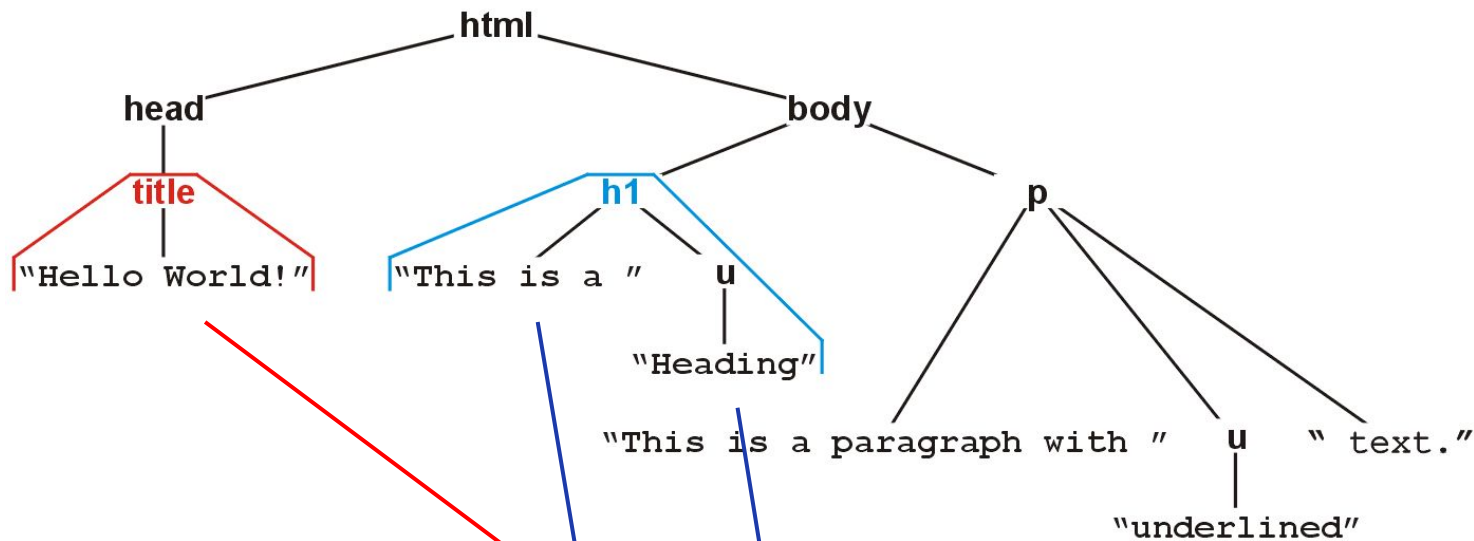 html
head body
title h1 p
“Hello World!” “This is a ” u
“Heading”
“This is a paragraph with ” u “ text.”
“underlined”